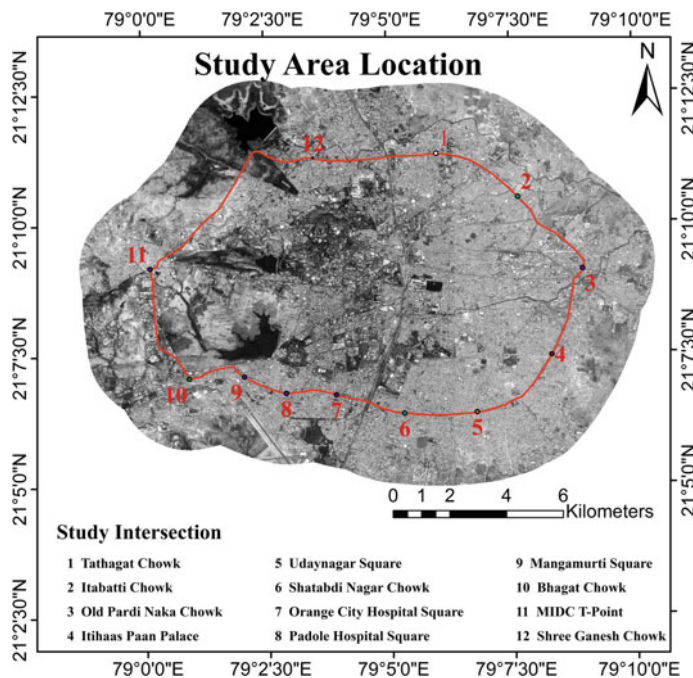 79°0'0"E 79°2'30"E 79°5'0"E 79°7'30"E 79°10'0"E
Study Area Location
N
21°12'30"N
21°12'30"N
12
1
2
21°10'0"N
21°10'0"N
11
3
21°7'30"N
21°7'30"N
4
10
9
8
7
6
5
21°5'0"N
21°5'0"N
0 1 2 4 6
Kilometers
Study Intersection
1 Tathagat Chowk
2 Itabatti Chowk
3 Old Pardi Naka Chowk
4 Itihaas Paan Palace
5 Udaynagar Square
6 Shatabdi Nagar Chowk
7 Orange City Hospital Square
8 Padole Hospital Square
9 Mangamurti Square
10 Bhagat Chowk
11 MIDC T-Point
12 Shree Ganesh Chowk
21°2'30"N
21°2'30"N
79°0'0"E 79°2'30"E 79°5'0"E 79°7'30"E 79°10'0"E